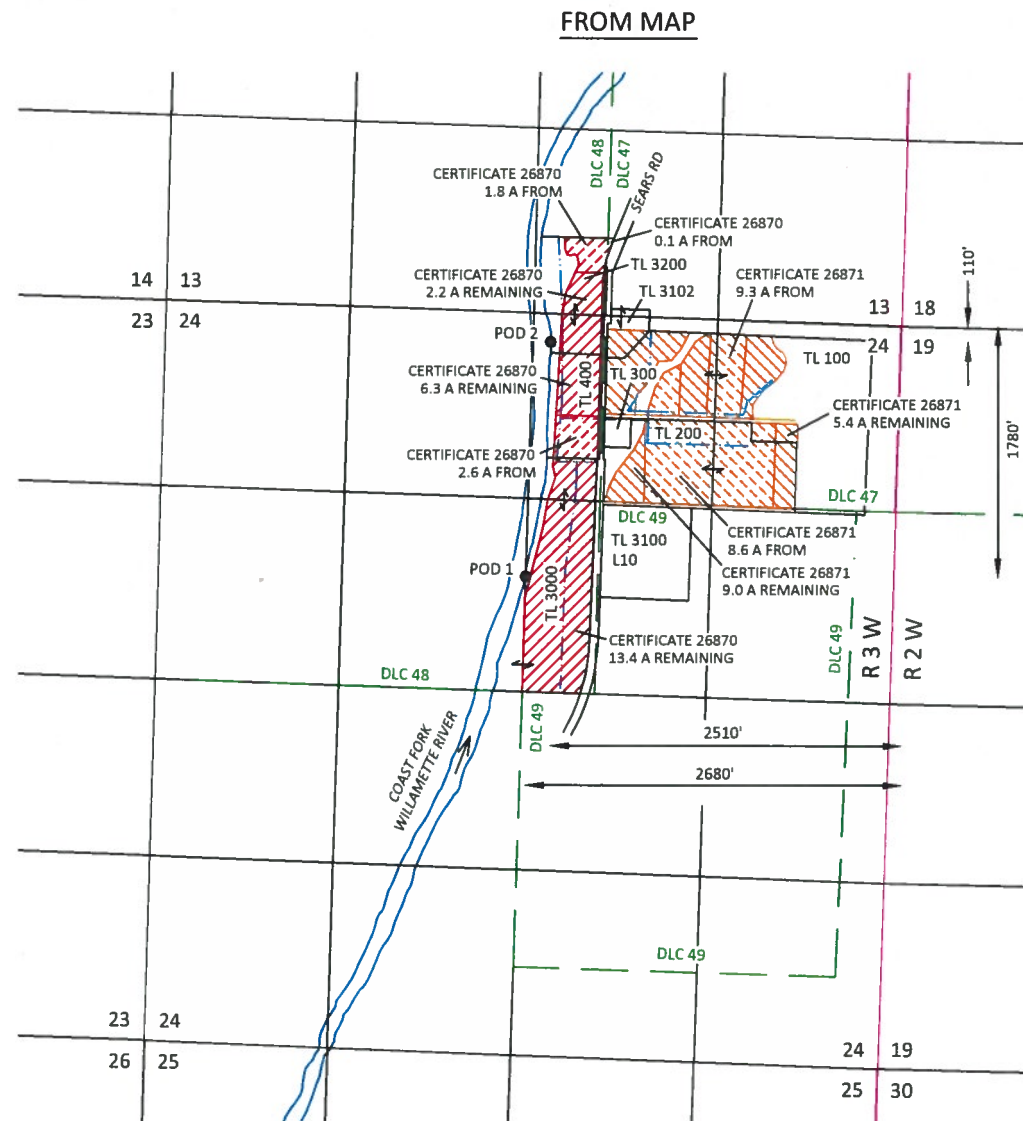 FROM MAP
CERTIFICATE 26870
1.8 A FROM
DLC 48
DLC 47
SEARS RD
CERTIFICATE 26870
0.1 A FROM
TL 3200
CERTIFICATE 26870
2.2 A REMAINING
TL 3102
CERTIFICATE 26871
9.3 A FROM
110'
14 13
23 24
13 18
24 19
POD 2
TL 100
CERTIFICATE 26870
6.3 A REMAINING
TL 400
TL 300
CERTIFICATE 26871
5.4 A REMAINING
TL 200
1780'
CERTIFICATE 26870
2.6 A FROM
DLC 47
DLC 49
TL 3100
L10
CERTIFICATE 26871
8.6 A FROM
CERTIFICATE 26871
9.0 A REMAINING
POD 1
TL 3000
CERTIFICATE 26870
13.4 A REMAINING
DLC 49
R 3 W
R 2 W
DLC 48
DLC 49
2510'
2680'
COAST FORK
WILLAMETTE RIVER
DLC 49
23 24
26 25
24 19
25 30